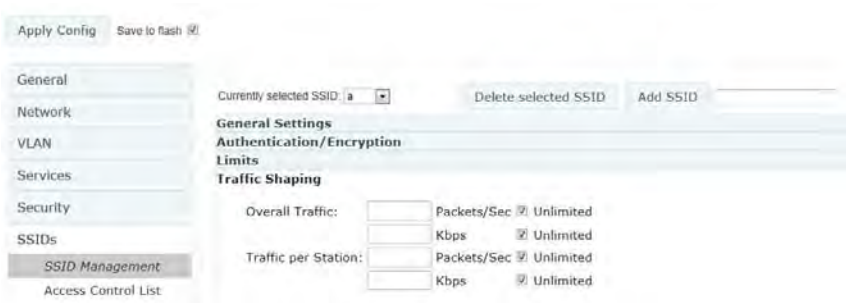 Apply Config Save to flash
General
Network
VLAN
Services
Security
SSIDs
SSID Management
Access Control List
Currently selected SSID: a Delete selected SSID Add SSID
General Settings
Authentication/Encryption
Limits
Traffic Shaping
Overall Traffic: Packets/Sec Unlimited
Kbps Unlimited
Traffic per Station: Packets/Sec Unlimited
Kbps Unlimited